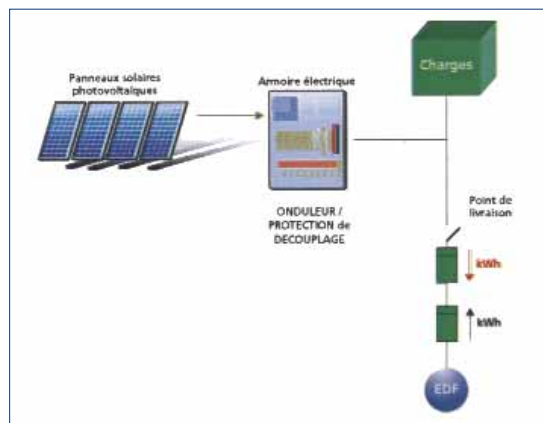 Charges
Panneaux solaires
photovoltaïques
Armoire électrique
ONDULEUR /
PROTECTION de
DECOUPLAGE
Point de
livraison
kWh
kWh
EDF